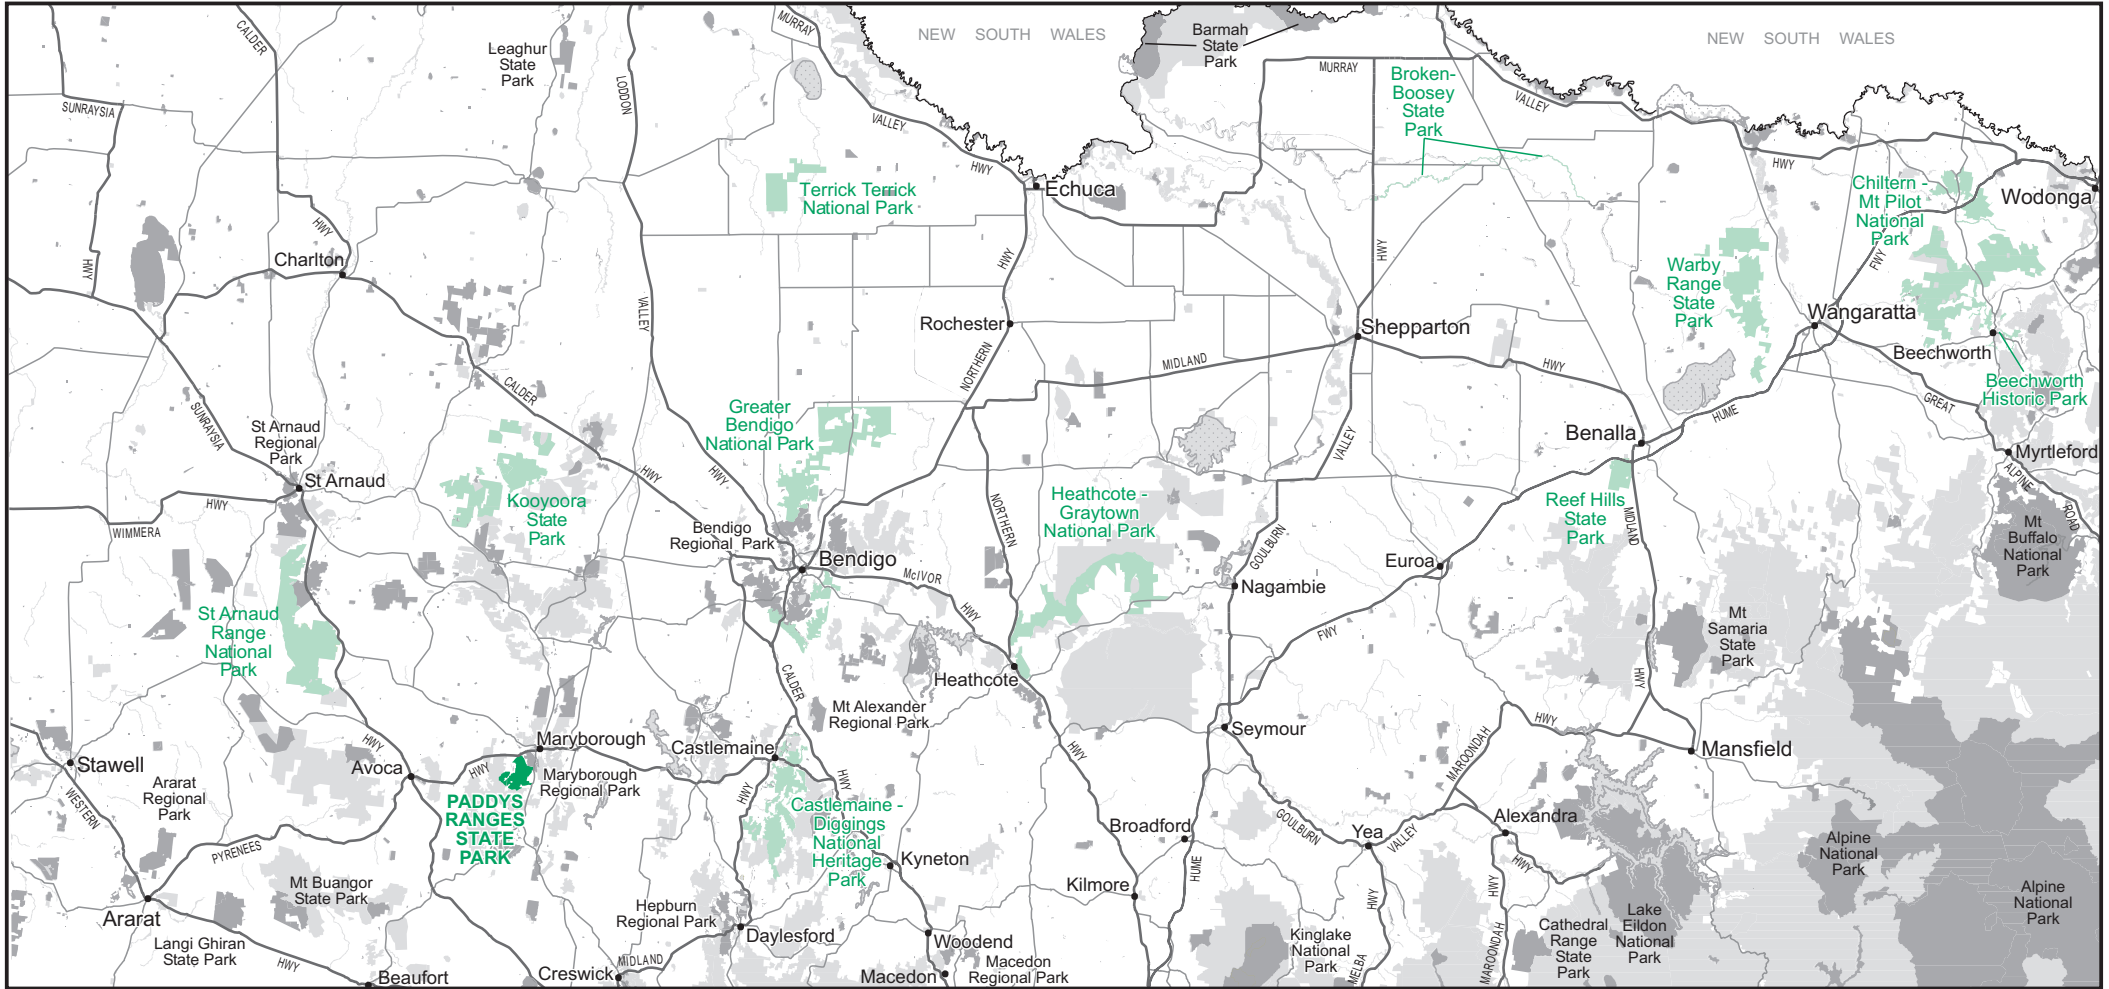 NEW SOUTH WALES
NEW SOUTH WALES
CALDER
Leaghur
State
Park
LODDON
MURRAY
VALLEY
HWY
Barmah
State
Park
MURRAY
VALLEY
HWY
Broken-
Boosey
State
Park
SUNRAYSIA
HWY
HWY
Charlton
Terrick Terrick
National Park
Echuca
HWY
HWY
Chiltern -
Mt Pilot
National
Park
Wodonga
FWY
Warby
Range
State
Park
Wangaratta
Beechworth
Beechworth
Historic Park
VALLEY
Rochester
NORTHERN
Shepparton
MIDLAND
HWY
CALDER
SUNRAYSIA
St Arnaud
Regional
Park
St Arnaud
HWY
WIMMERA
Greater
Bendigo
National Park
HWY
HWY
Kooyoora
State
Park
Bendigo
Regional Park
Bendigo
McIVOR
HWY
NORTHERN
Heathcote -
Graytown
National Park
VALLEY
GOULBURN
Nagambie
Euroa
FWY
Benalla
HUME
GREAT
Myrtleford
ALPINE
ROAD
Reef Hills
State
Park
MIDLAND
HWY
Mt
Buffalo
National
Park
St Arnaud
Range
National
Park
Mt
Samaria
State
Park
Heathcote
CALDER
Mt Alexander
Regional Park
HWY
Seymour
HWY
Mansfield
MAROONDAH
Stawell
WESTERN
Ararat
Regional
Park
HWY
Avoca
HWY
Maryborough
Maryborough
Regional Park
PADDYS
RANGES
STATE
PARK
Castlemaine
HWY
HWY
Castlemaine -
Diggings
National
Heritage
Park
Kyneton
Broadford
GOULBURN
Yea
VALLEY
Alexandra
HWY
Alpine
National
Park
PYRENEES
Mt Buangor
State Park
Ararat
Langi Ghiran
State Park
HWY
Beaufort
Hepburn
Regional Park
Daylesford
MIDLAND
Creswick
Woodend
Macedon
Macedon
Regional Park
Kilmore
HUME
Kinglake
National
Park
HWY
MELBA
HWY
MAROONDAH
Cathedral
Range
State
Park
Lake
Eildon
National
Park
Alpine
National
Park